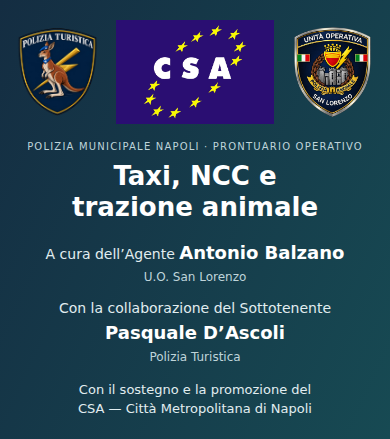 POLIZIA TURISTICA
CSA
UNITÀ OPERATIVA
SAN LORENZO
POLIZIA MUNICIPALE NAPOLI · PRONTUARIO OPERATIVO
Taxi, NCC e
trazione animale
A cura dell’Agente Antonio Balzano
U.O. San Lorenzo
Con la collaborazione del Sottotenente
Pasquale D’Ascoli
Polizia Turistica
Con il sostegno e la promozione del
CSA — Città Metropolitana di Napoli